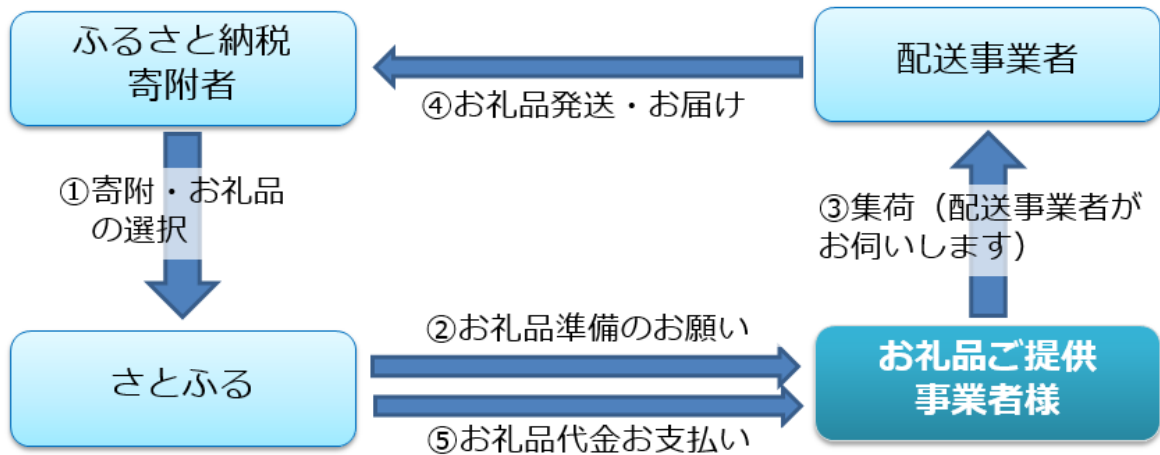 ふるさと納税
寄附者
配送事業者
④お礼品発送・お届け
①寄附・お礼品
の選択
③集荷（配送事業者が
お伺いします）
さとふる
②お礼品準備のお願い
⑤お礼品代金お支払い
お礼品ご提供
事業者様